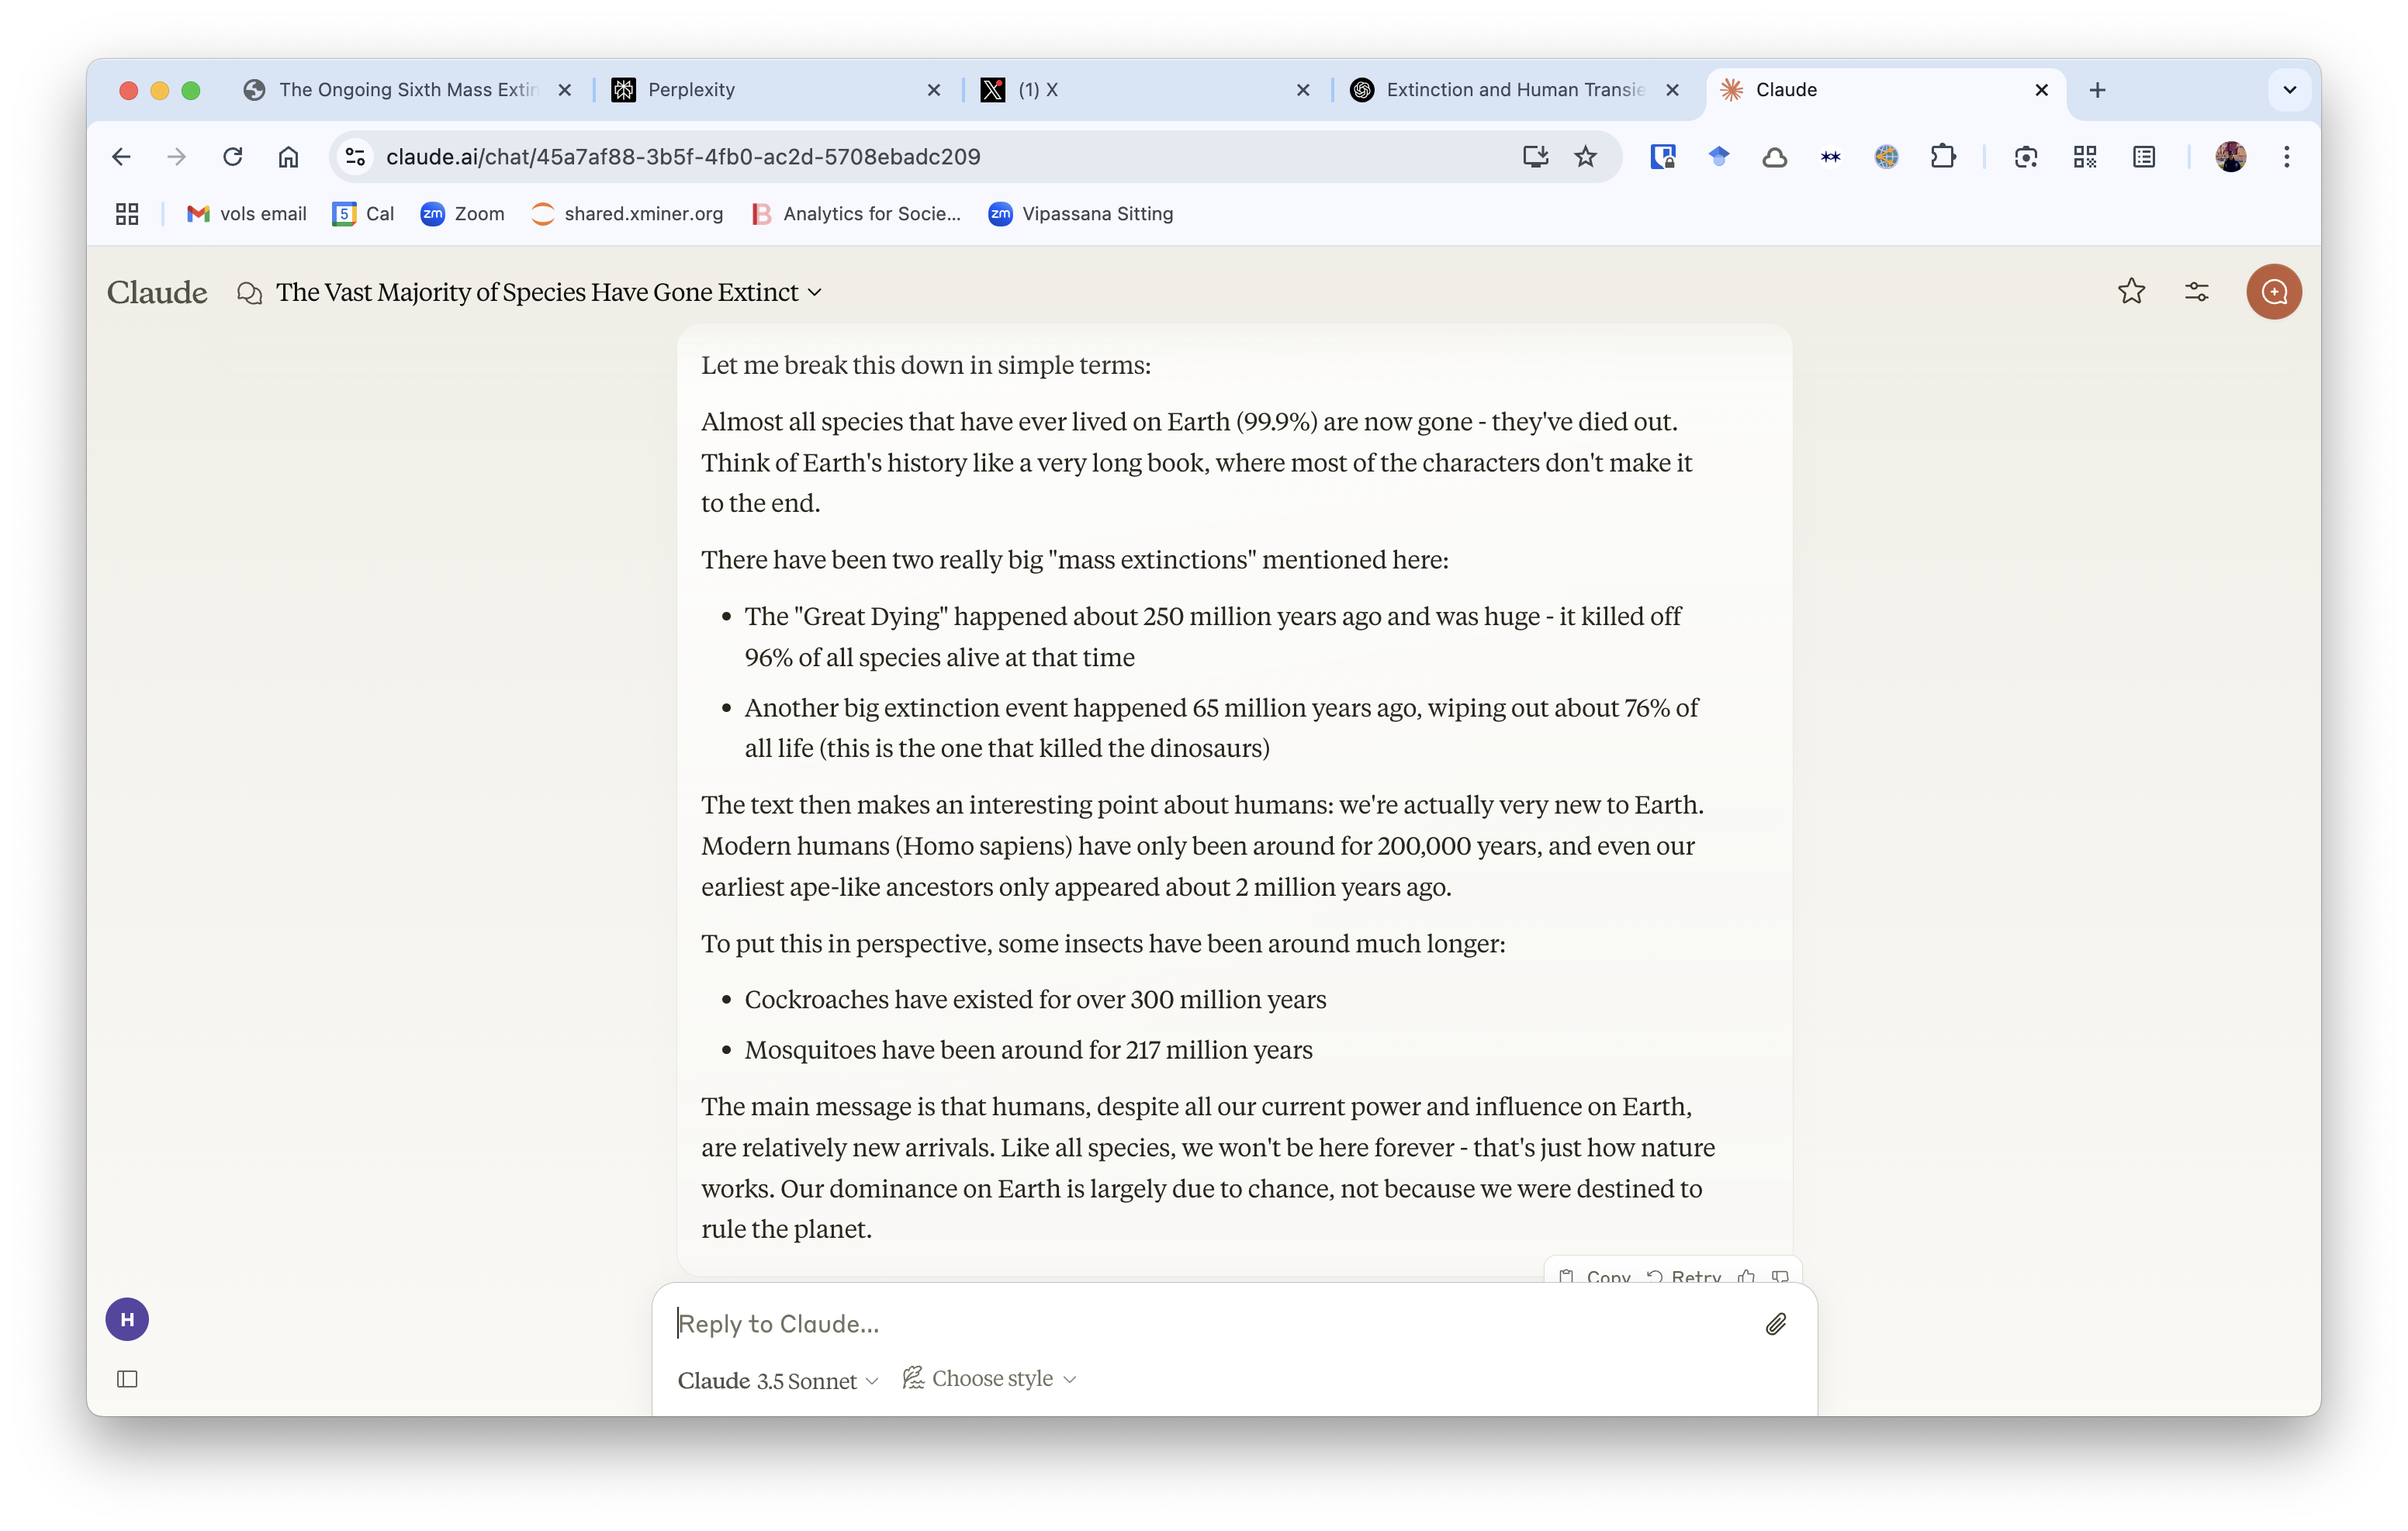 The Ongoing Sixth Mass Extin
Perplexity
(1) X
Extinction and Human Transie
Claude
claude.ai/chat/45a7af88-3b5f-4fb0-ac2d-5708ebadc209
vols email
5 Cal
zm Zoom
shared.xminer.org
B Analytics for Socie...
zm Vipassana Sitting
Claude
The Vast Majority of Species Have Gone Extinct
Let me break this down in simple terms:
Almost all species that have ever lived on Earth (99.9%) are now gone - they've died out.
Think of Earth's history like a very long book, where most of the characters don't make it
to the end.
There have been two really big "mass extinctions" mentioned here:
• The "Great Dying" happened about 250 million years ago and was huge - it killed off
96% of all species alive at that time
• Another big extinction event happened 65 million years ago, wiping out about 76% of
all life (this is the one that killed the dinosaurs)
The text then makes an interesting point about humans: we're actually very new to Earth.
Modern humans (Homo sapiens) have only been around for 200,000 years, and even our
earliest ape-like ancestors only appeared about 2 million years ago.
To put this in perspective, some insects have been around much longer:
• Cockroaches have existed for over 300 million years
• Mosquitoes have been around for 217 million years
The main message is that humans, despite all our current power and influence on Earth,
are relatively new arrivals. Like all species, we won't be here forever - that's just how nature
works. Our dominance on Earth is largely due to chance, not because we were destined to
rule the planet.
Copy Retry
H
Reply to Claude...
Claude 3.5 Sonnet
Choose style